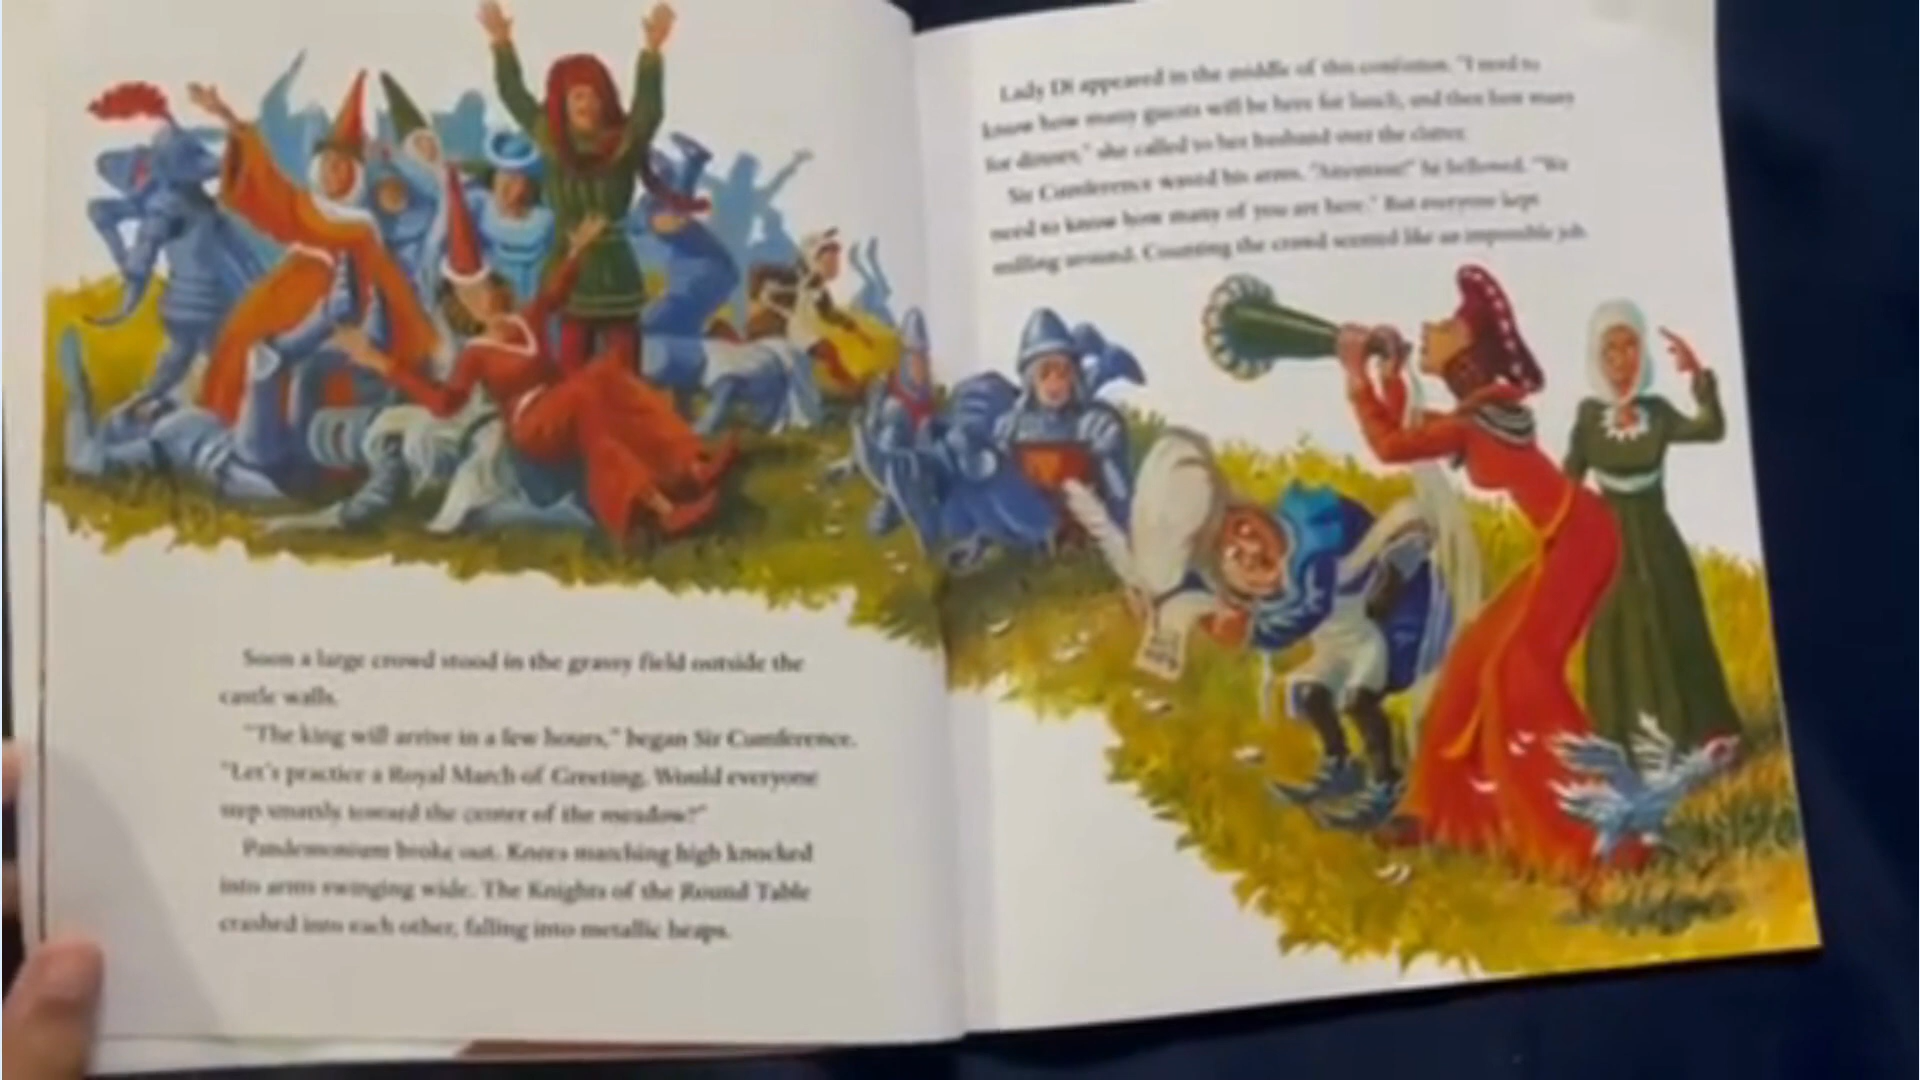 Soon a large crowd stood in the grassy field outside the
castle walls.
"The king will arrive in a few hours," began Sir Cumference.
"Let's practice a Royal March of Greeting. Would everyone
step smartly toward the center of the meadow?"
Pandemonium broke out. Knees marching high knocked
into arms swinging wide. The Knights of the Round Table
crashed into each other, falling into metallic heaps.
Lady Di appeared in the middle of this confusion. "I need to
know how many guests will be here for lunch, and then how many
for dinner," she called to her husband over the clatter.
Sir Cumference waved his arms. "Attention!" he bellowed. "We
need to know how many of you are here." But everyone kept
milling around. Counting the crowd seemed like an impossible job.